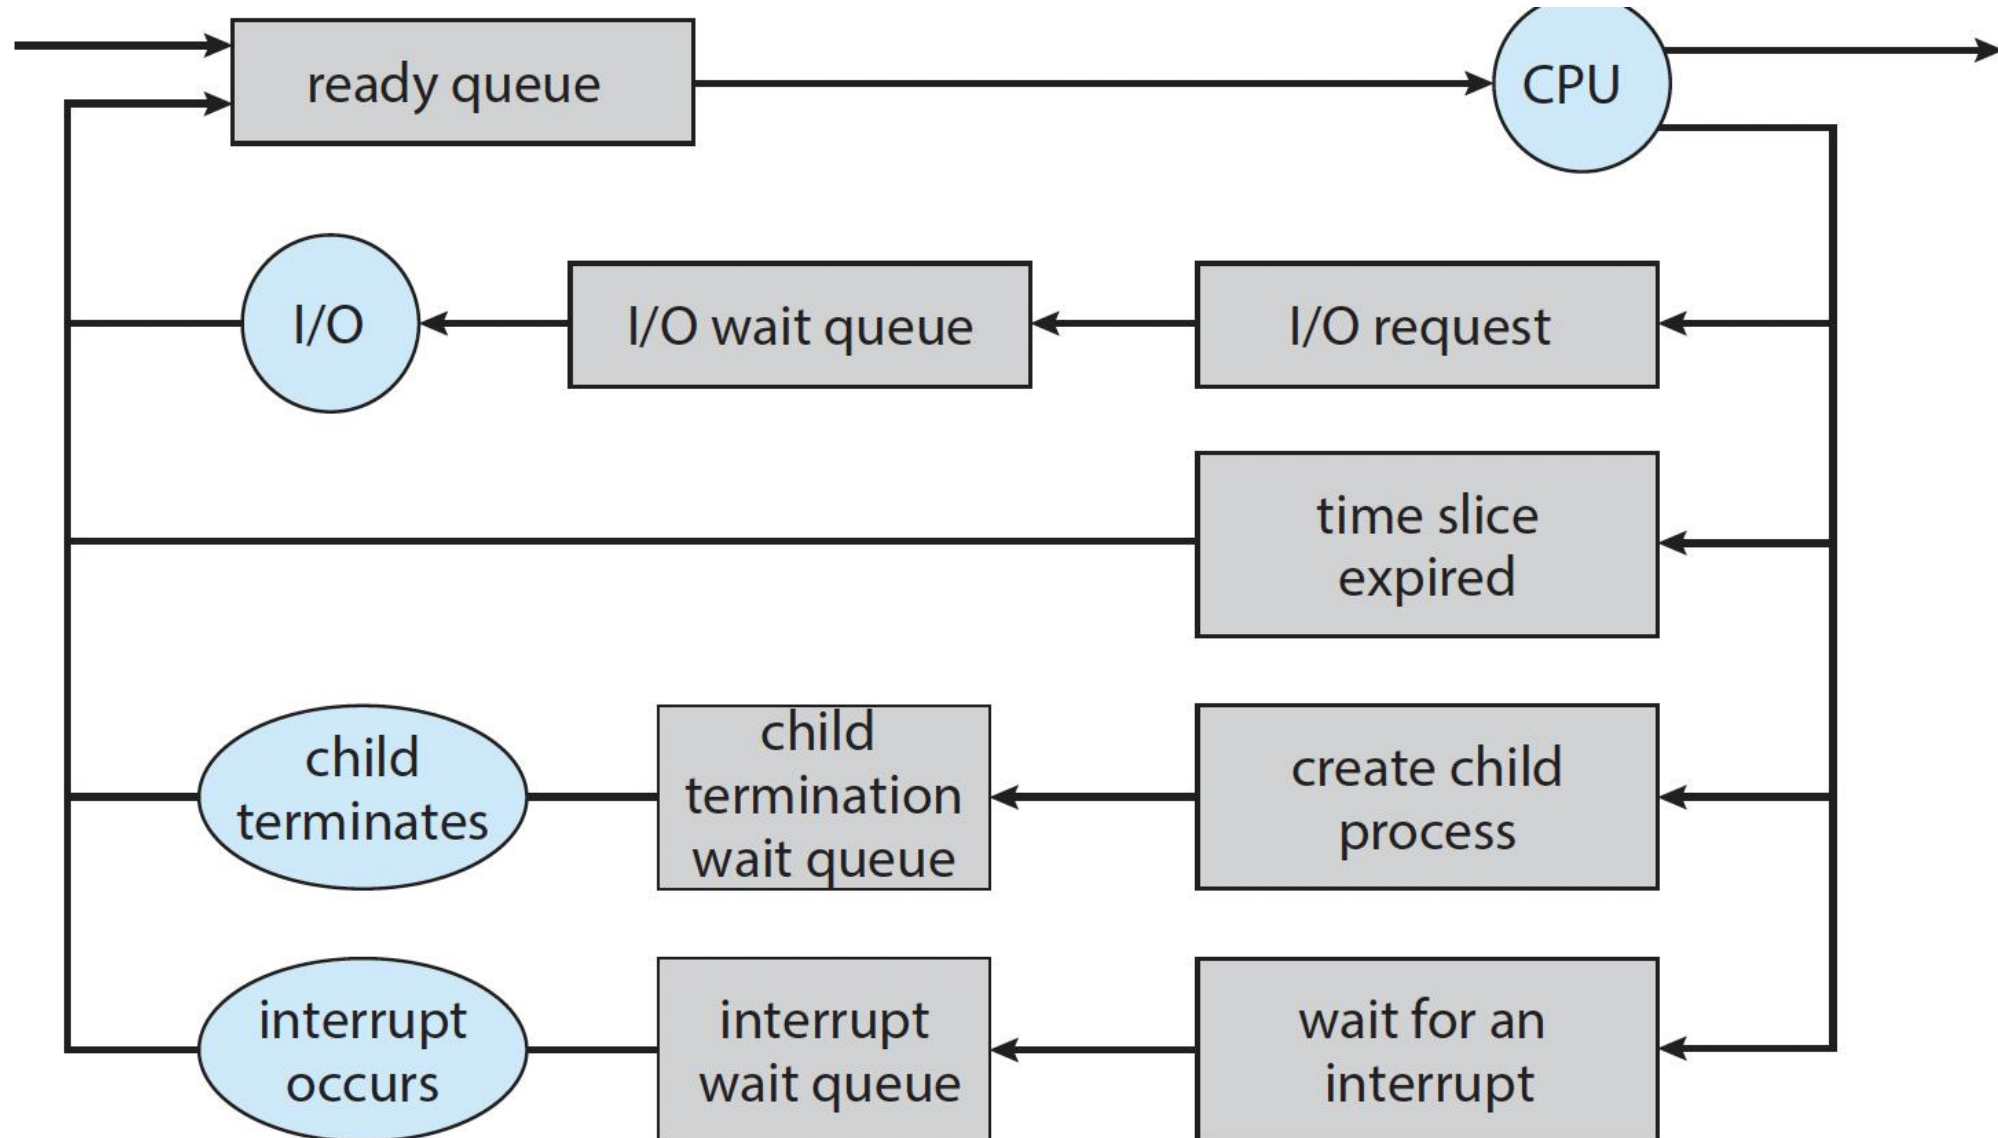 ready queue
CPU
I/O
I/O wait queue
I/O request
time slice
expired
child
terminates
child
termination
wait queue
create child
process
interrupt
occurs
interrupt
wait queue
wait for an
interrupt